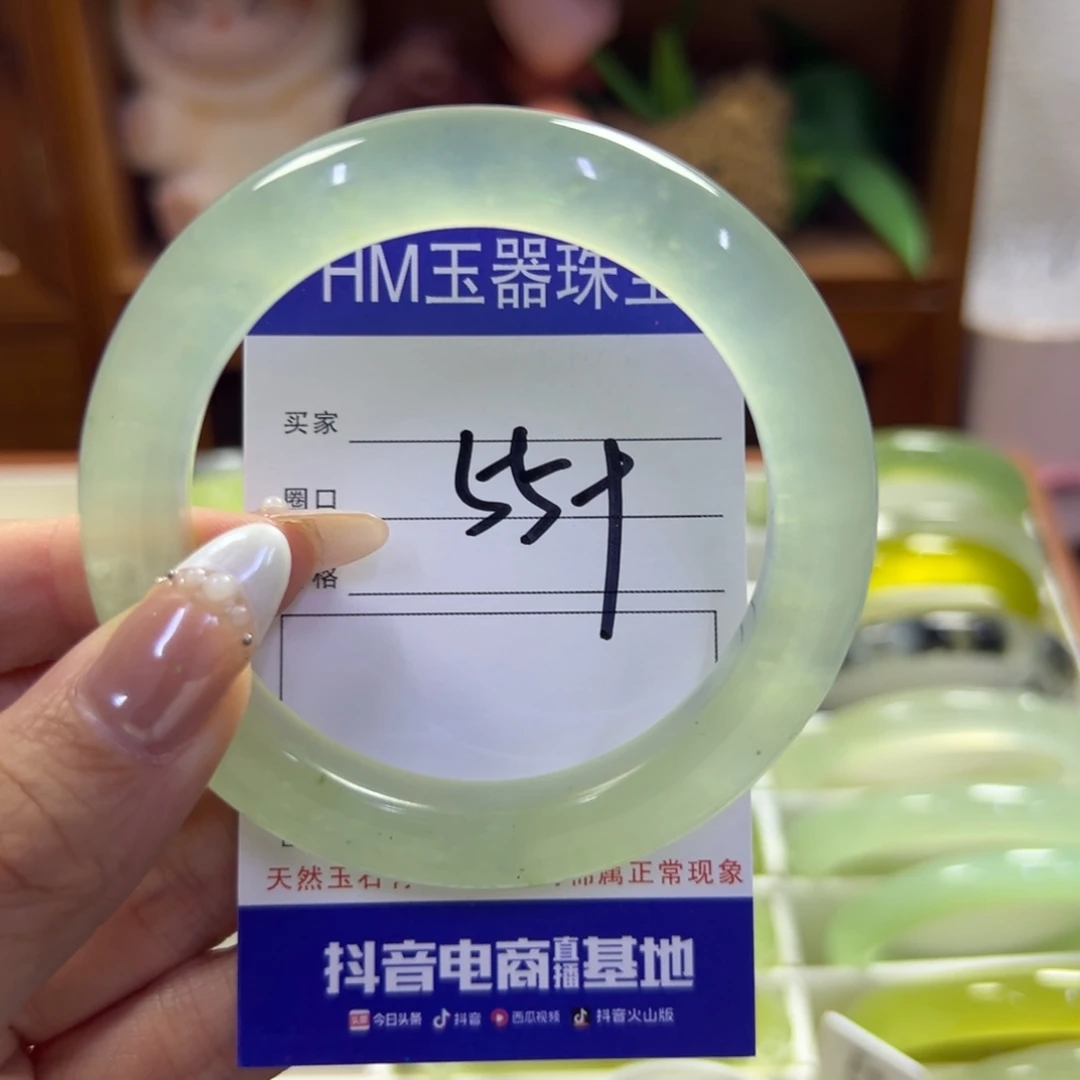 HM玉器珠
买家
圈口
格
天然玉石
属正常现象
抖音电商直播基地
头条 今日头条 抖音 西瓜视频 抖音火山版